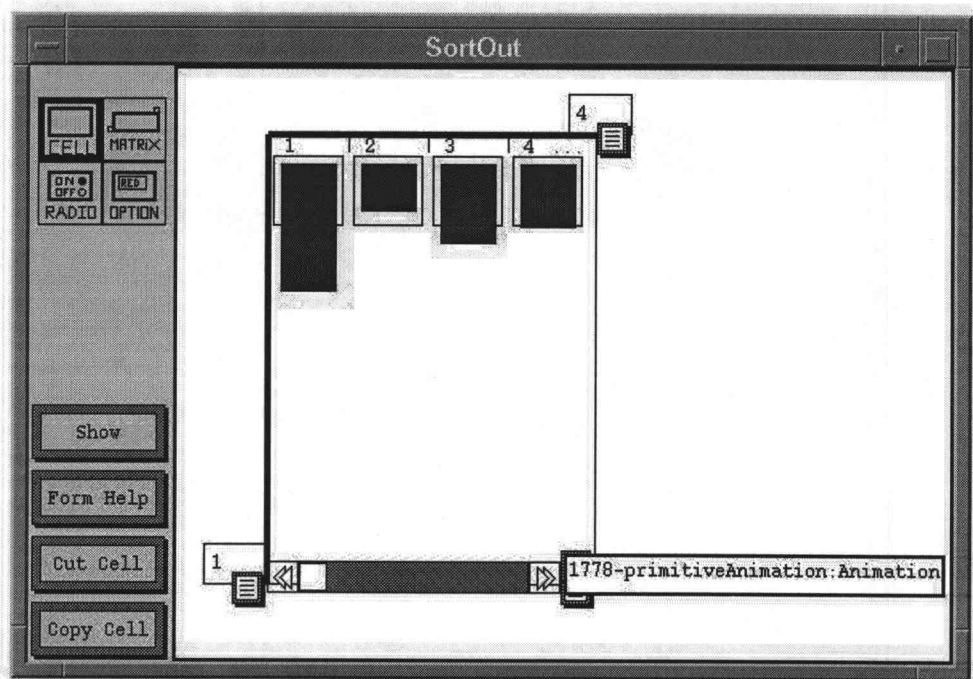 SortOut
CELL
MATRIX
ON
OFF
RADIO
RED
OPTION
4
1 2 3 4 ...
Show
Form Help
Cut Cell
Copy Cell
1
1778-primitiveAnimation:Animation